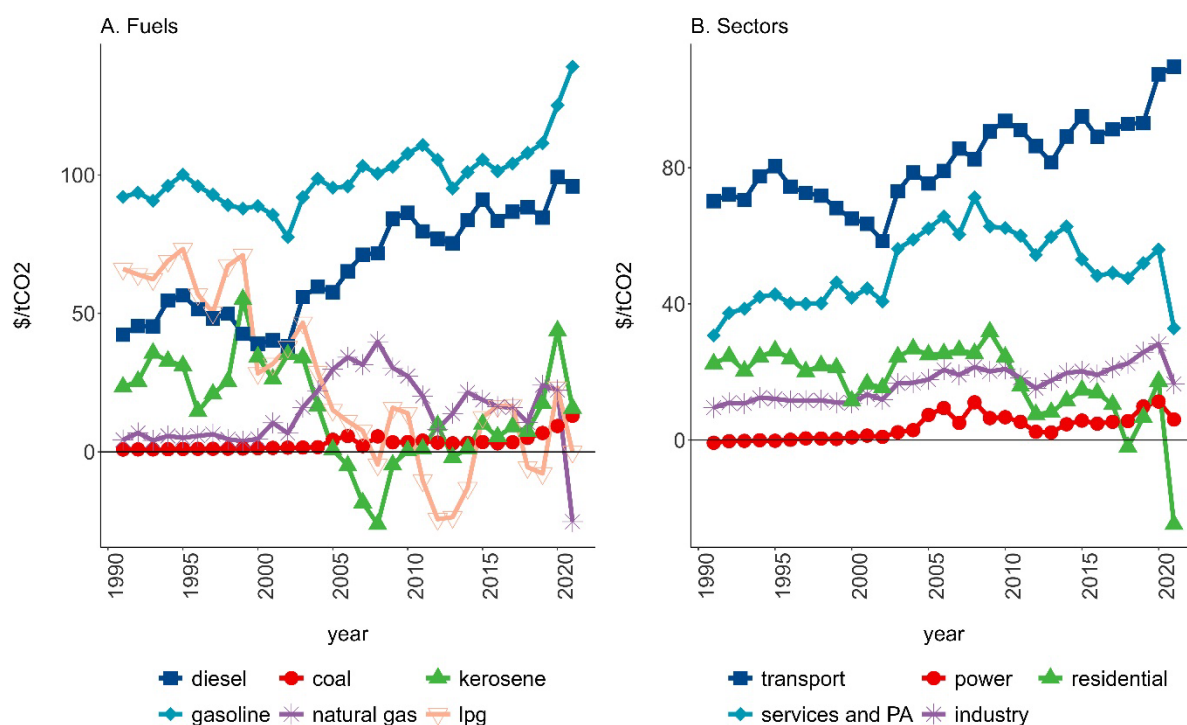 A. Fuels
$/tCO2
100
50
0
1990
1995
2000
2005
2010
2015
2020
year
diesel
coal
kerosene
gasoline
natural gas
lpg
B. Sectors
$/tCO2
80
40
0
1990
1995
2000
2005
2010
2015
2020
year
transport
power
residential
services and PA
industry